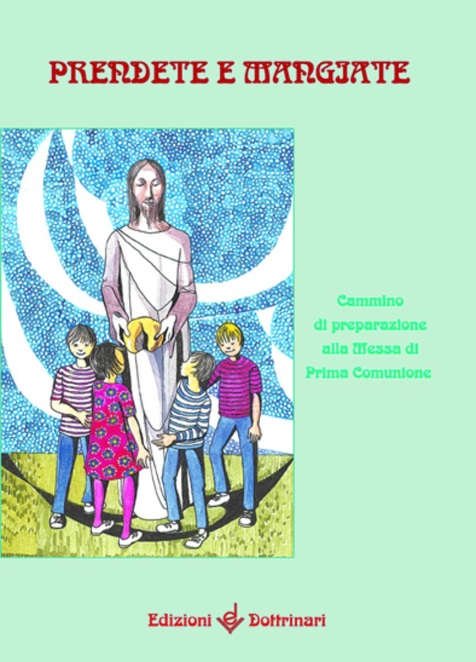 PRENDETE E MANGIATE
Cammino
di preparazione
alla Messa di
Prima Comunione
Edizioni Dottrinari